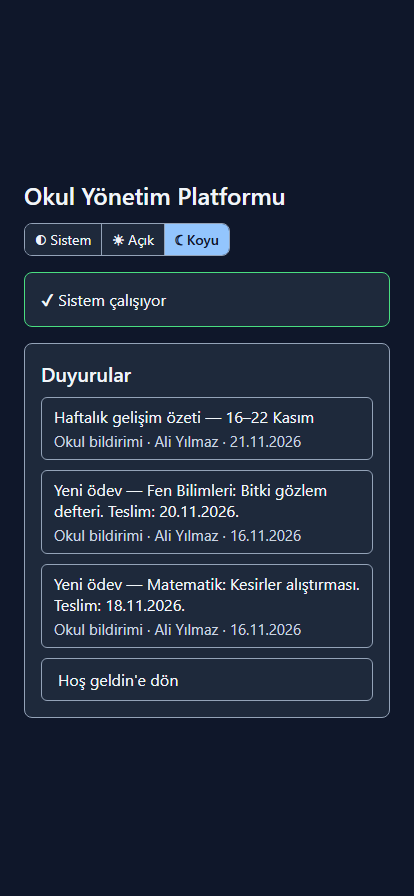 Okul Yönetim Platformu
◐ Sistem ☀ Açık ☾ Koyu
✓ Sistem çalışıyor
Duyurular
Haftalık gelişim özeti — 16–22 Kasım
Okul bildirimi · Ali Yılmaz · 21.11.2026
Yeni ödev — Fen Bilimleri: Bitki gözlem
defteri. Teslim: 20.11.2026.
Okul bildirimi · Ali Yılmaz · 16.11.2026
Yeni ödev — Matematik: Kesirler alıştırması.
Teslim: 18.11.2026.
Okul bildirimi · Ali Yılmaz · 16.11.2026
Hoş geldin'e dön